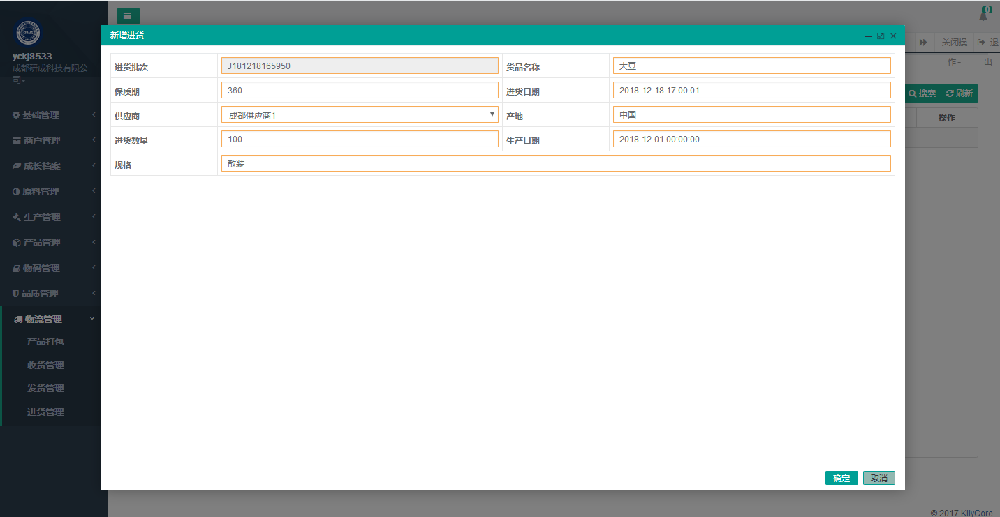 yckj8533
成都研成科技有限公
司
基础管理
商户管理
成长档案
原料管理
生产管理
产品管理
物码管理
品质管理
物流管理
产品打包
收货管理
发货管理
进货管理
0
关闭操
作
退
出
搜索 刷新
操作
新增进货
进货批次 J181218165950 货品名称 大豆
保质期 360 进货日期 2018-12-18 17:00:01
供应商 成都供应商1 产地 中国
进货数量 100 生产日期 2018-12-01 00:00:00
规格 散装
确定 取消
© 2017 KilyCore